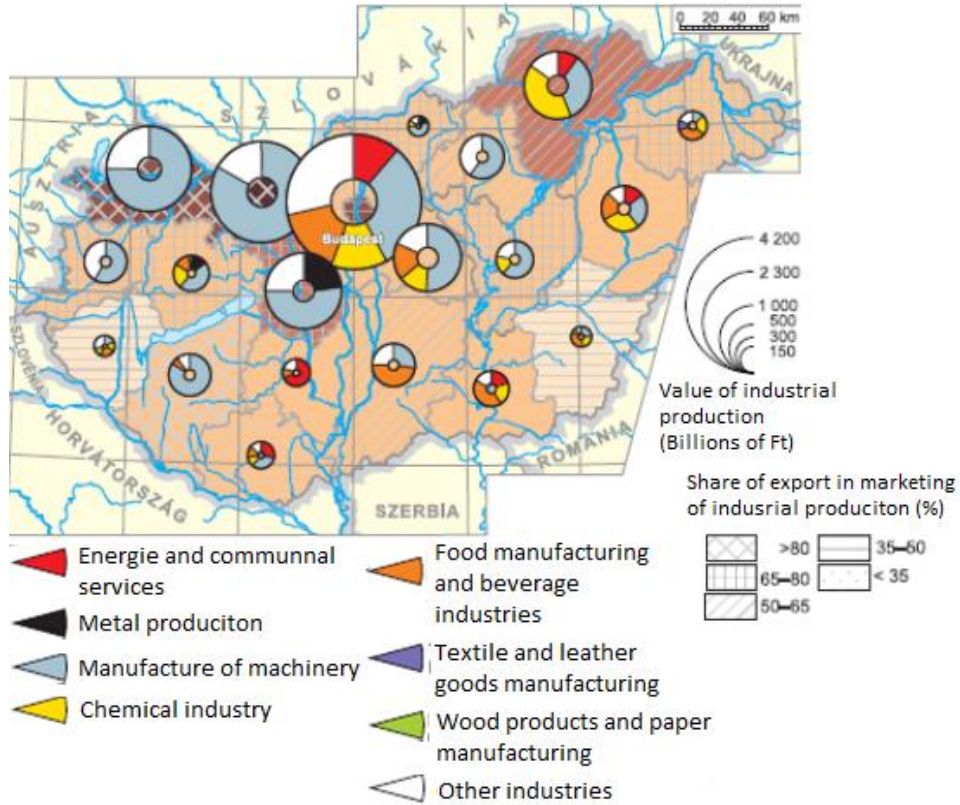 0 20 40 60 km
UKRAJNA
SZLOVÁKIA
AUSZTRIA
Budapest
SZLOVÉNIA
HORVÁTORSZÁG
SZERBÍA
ROMÁNIA
4 200
2 300
1 000
500
300
150
Value of industrial
production
(Billions of Ft)
Share of export in marketing
of indusrial produciton (%)
>80
35–50
65–80
< 35
50–65
Energie and communnal
services
Metal produciton
Manufacture of machinery
Chemical industry
Food manufacturing
and beverage
industries
Textile and leather
goods manufacturing
Wood products and paper
manufacturing
Other industries